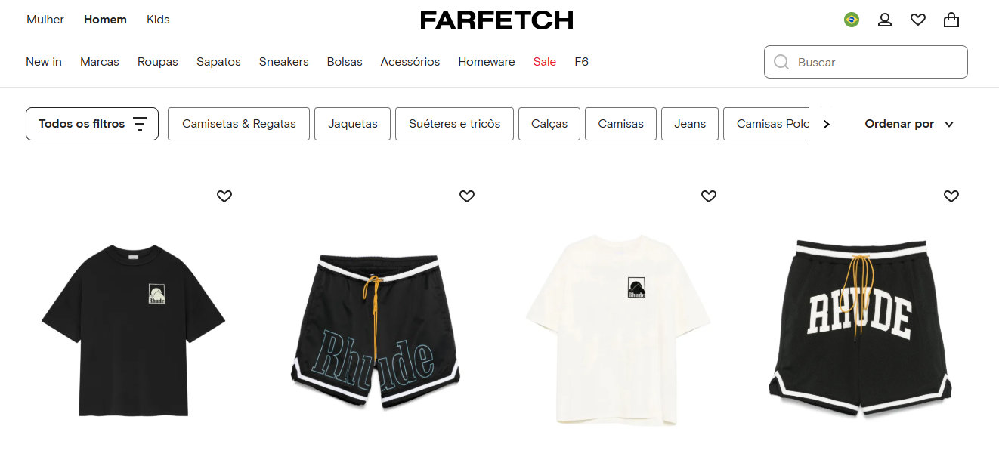 Mulher Homem Kids FARFETCH
New in Marcas Roupas Sapatos Sneakers Bolsas Acessórios Homeware Sale F6 Buscar
Todos os filtros Camisetas & Regatas Jaquetas Suéteres e tricôs Calças Camisas Jeans Camisas Polo Ordenar por
Rhude Rhude Rhude RHUDE